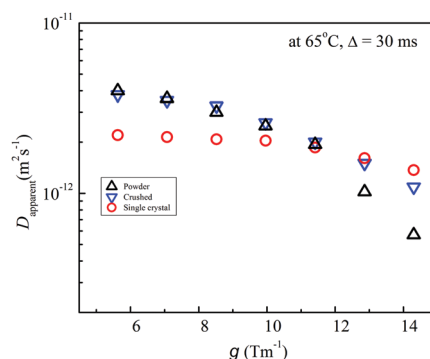 10⁻¹¹
at 65°C, Δ = 30 ms
D apparent (m²s⁻¹)
10⁻¹²
Powder
Crushed
Single crystal
6 8 10 12 14
g (Tm⁻¹)